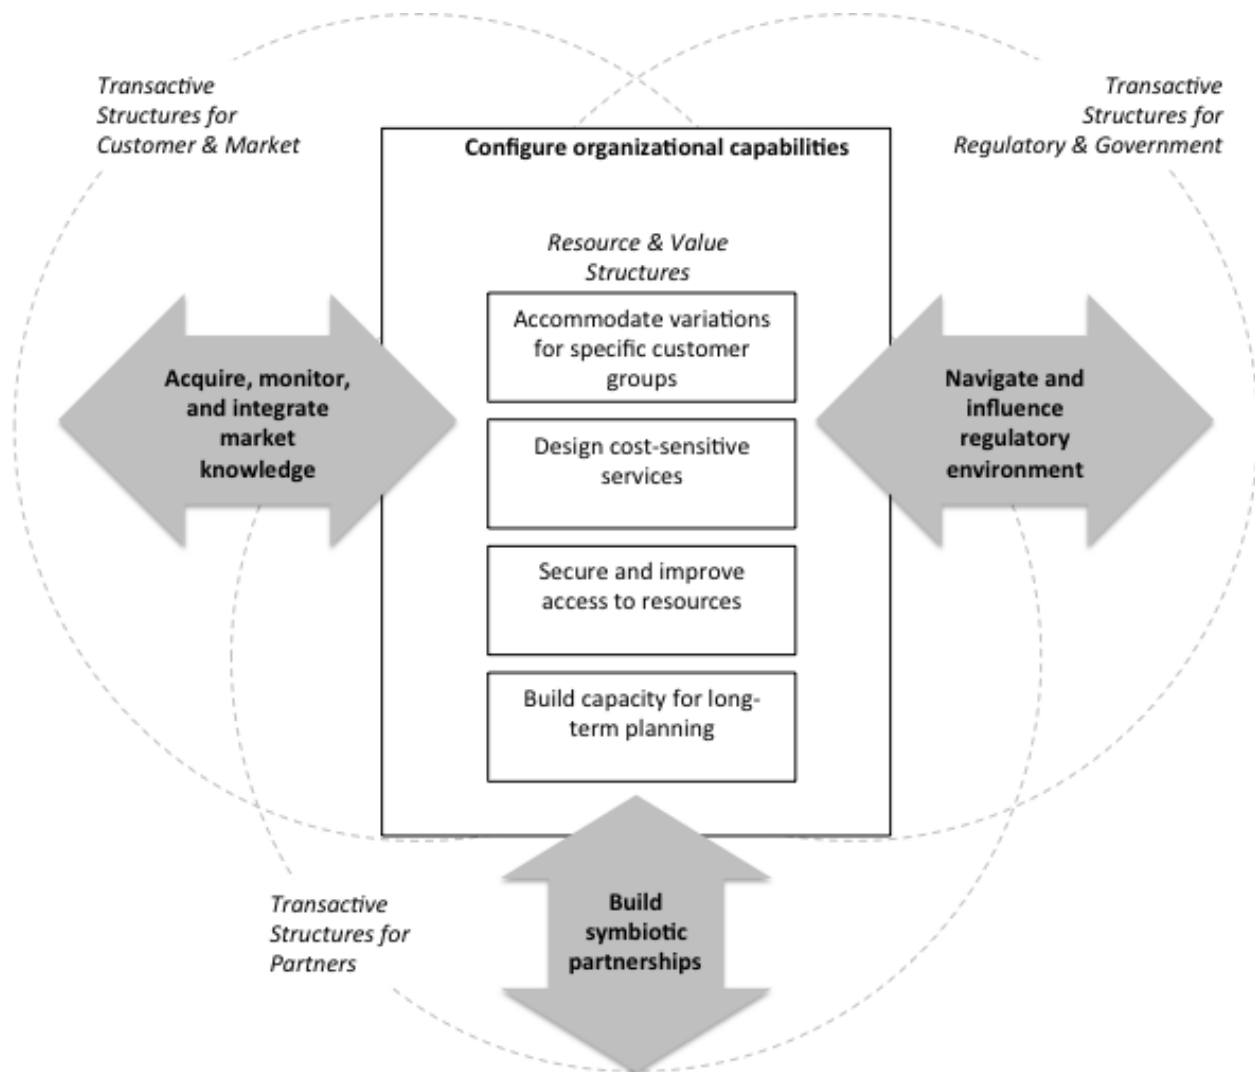 Transactive
Structures for
Customer & Market
Transactive
Structures for
Regulatory & Government
Configure organizational capabilities
Resource & Value
Structures
Accommodate variations
for specific customer
groups
Design cost-sensitive
services
Secure and improve
access to resources
Build capacity for long-
term planning
Acquire, monitor,
and integrate
market
knowledge
Navigate and
influence
regulatory
environment
Transactive
Structures for
Partners
Build
symbiotic
partnerships